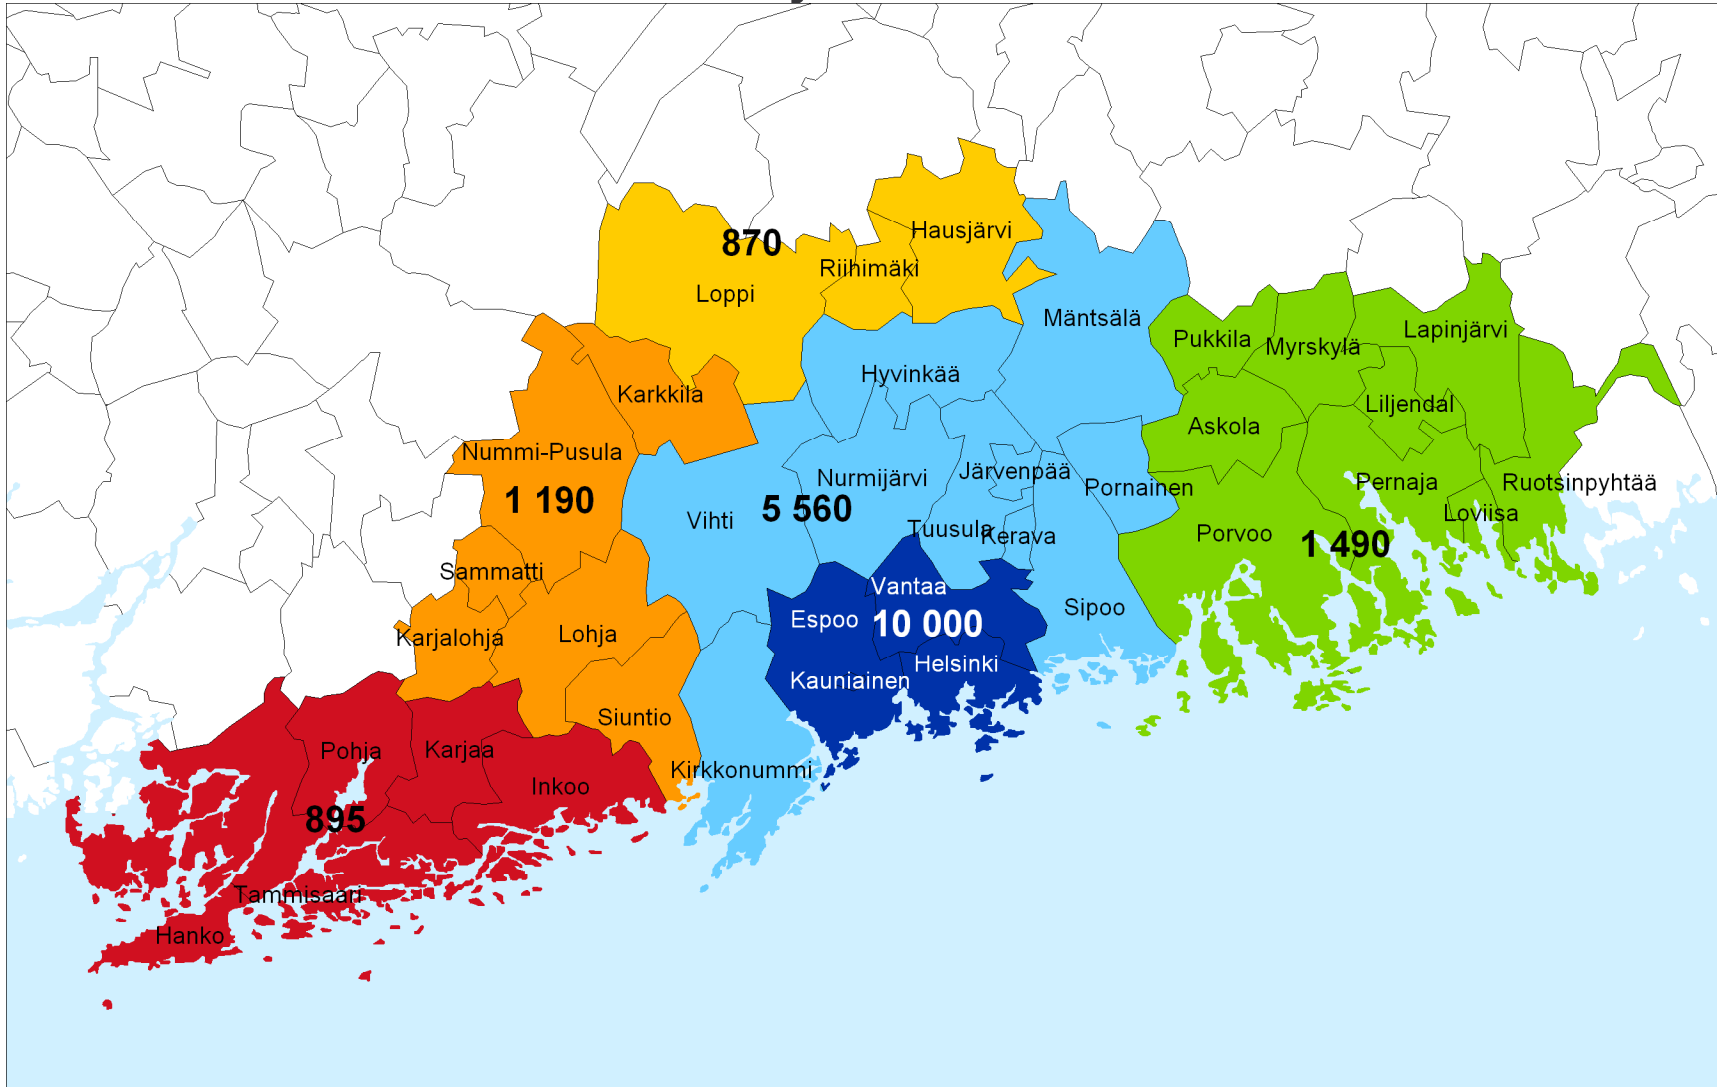 Hausjärvi
870
Riihimäki
Loppi
Mäntsälä
Lapinjärvi
Pukkila
Myrskylä
Hyvinkää
Karkkila
Liljendal
Askola
Nummi-Pusula
Järvenpää
Nurmijärvi
Pornainen
Pernaja
Ruotsinpyhtää
1 190
5 560
Vihti
Loviisa
Tuusula
Kerava
Porvoo
1 490
Sammatti
Vantaa
Sipoo
Espoo
10 000
Karjalohja
Lohja
Helsinki
Kauniainen
Siuntio
Pohja
Karjaa
Kirkkonummi
Inkoo
895
Tammisaari
Hanko